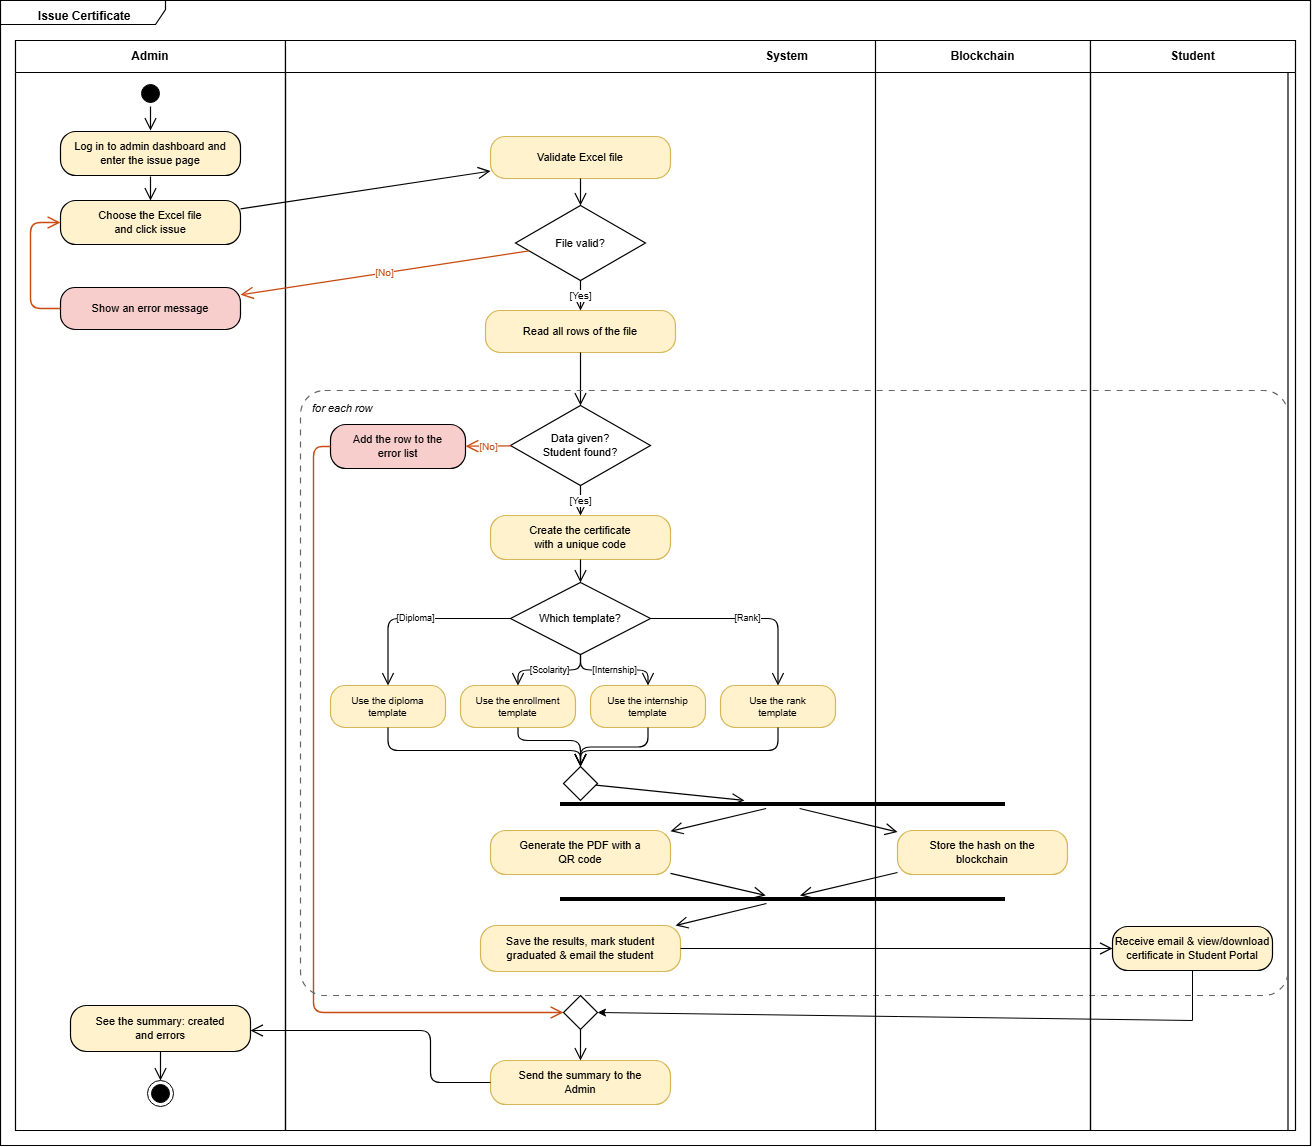 Issue Certificate
Admin
System
Blockchain
Student
Log in to admin dashboard and
enter the issue page
Validate Excel file
Choose the Excel file
and click issue
File valid?
[No]
[Yes]
Show an error message
Read all rows of the file
for each row
Data given?
Student found?
[No]
Add the row to the
error list
[Yes]
Create the certificate
with a unique code
Which template?
[Diploma]
[Rank]
[Scolarity]
[Internship]
Use the diploma
template
Use the enrollment
template
Use the internship
template
Use the rank
template
Generate the PDF with a
QR code
Store the hash on the
blockchain
Save the results, mark student
graduated & email the student
Receive email & view/download
certificate in Student Portal
See the summary: created
and errors
Send the summary to the
Admin